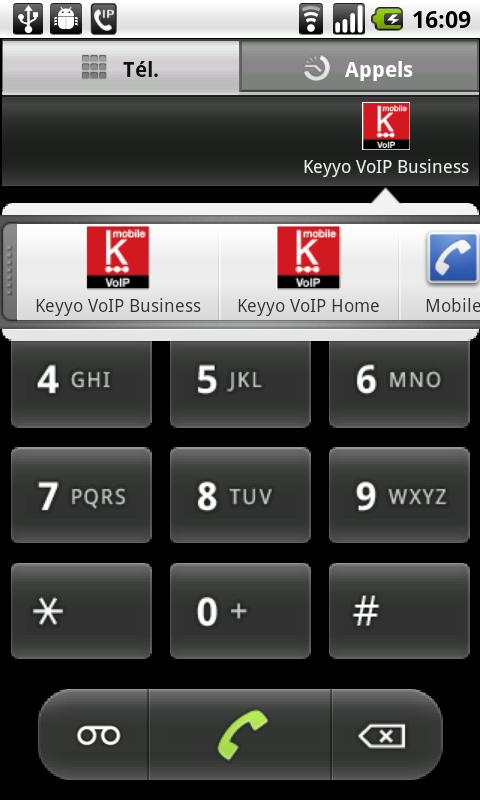 IP
16:09
Tél.
Appels
mobile
k
VoIP
Keyyo VoIP Business
mobile
k
VoIP
Keyyo VoIP Business
mobile
k
VoIP
Keyyo VoIP Home
Mobile
4 GHI
5 JKL
6 MNO
7 PQRS
8 TUV
9 WXYZ
*
0 +
#